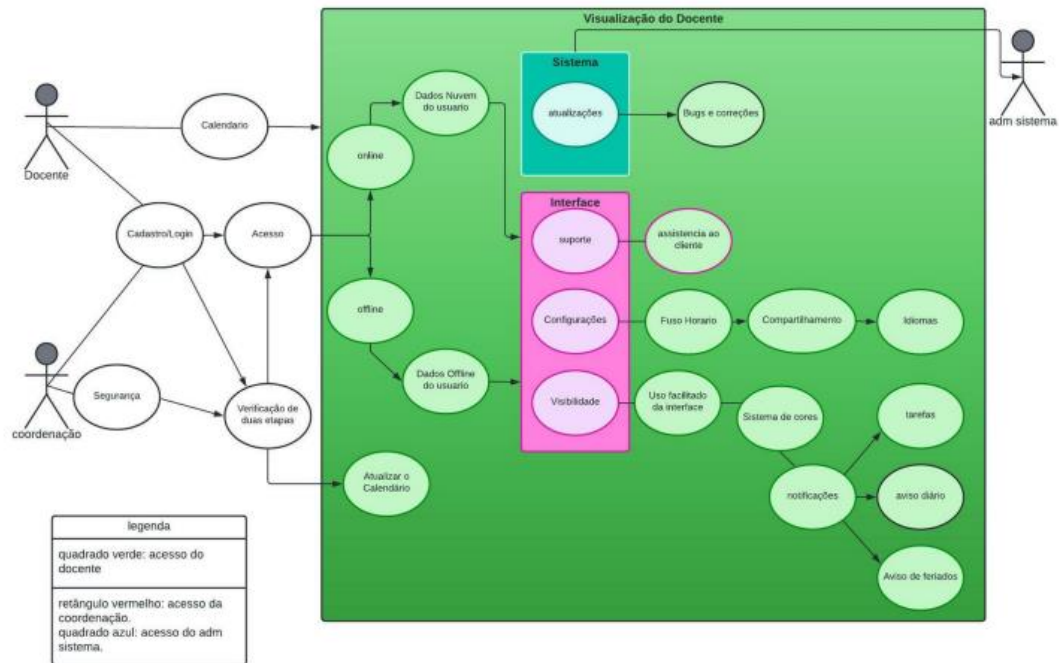 Visualização do Docente
Sistema
atualizações
Bugs e correções
adm sistema
Dados Nuvem
do usuario
Calendario
Docente
online
Interface
suporte
assistencia ao
cliente
Cadastro/Login
Acesso
offline
Configurações
Fuso Horario
Compartilhamento
Idiomas
Dados Offline
do usuario
Visibilidade
Uso facilitado
da interface
Sistema de cores
tarefas
coordenação
Segurança
Verificação de
duas etapas
Atualizar o
Calendário
notificações
aviso diário
Aviso de feriados
legenda
quadrado verde: acesso do
docente
retângulo vermelho: acesso da
coordenação.
quadrado azul: acesso do adm
sistema.